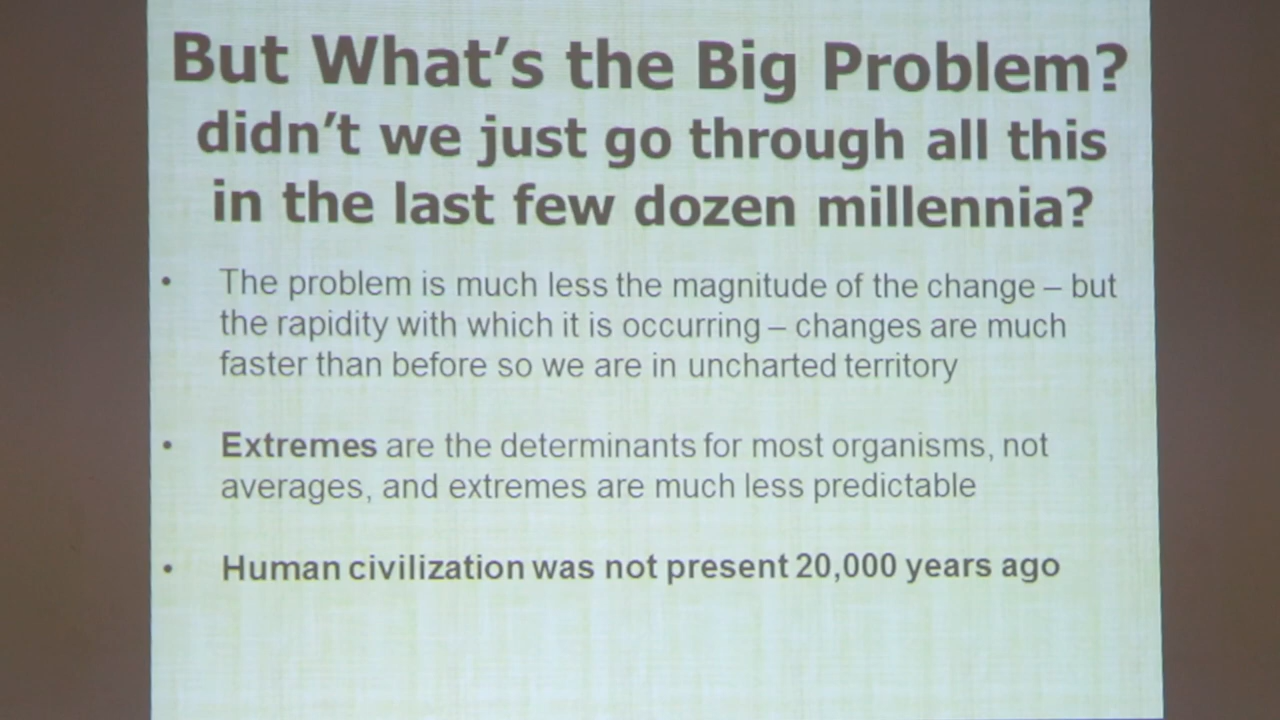 But What's the Big Problem?
didn't we just go through all this
in the last few dozen millennia?
• The problem is much less the magnitude of the change – but
the rapidity with which it is occurring – changes are much
faster than before so we are in uncharted territory
• Extremes are the determinants for most organisms, not
averages, and extremes are much less predictable
• Human civilization was not present 20,000 years ago